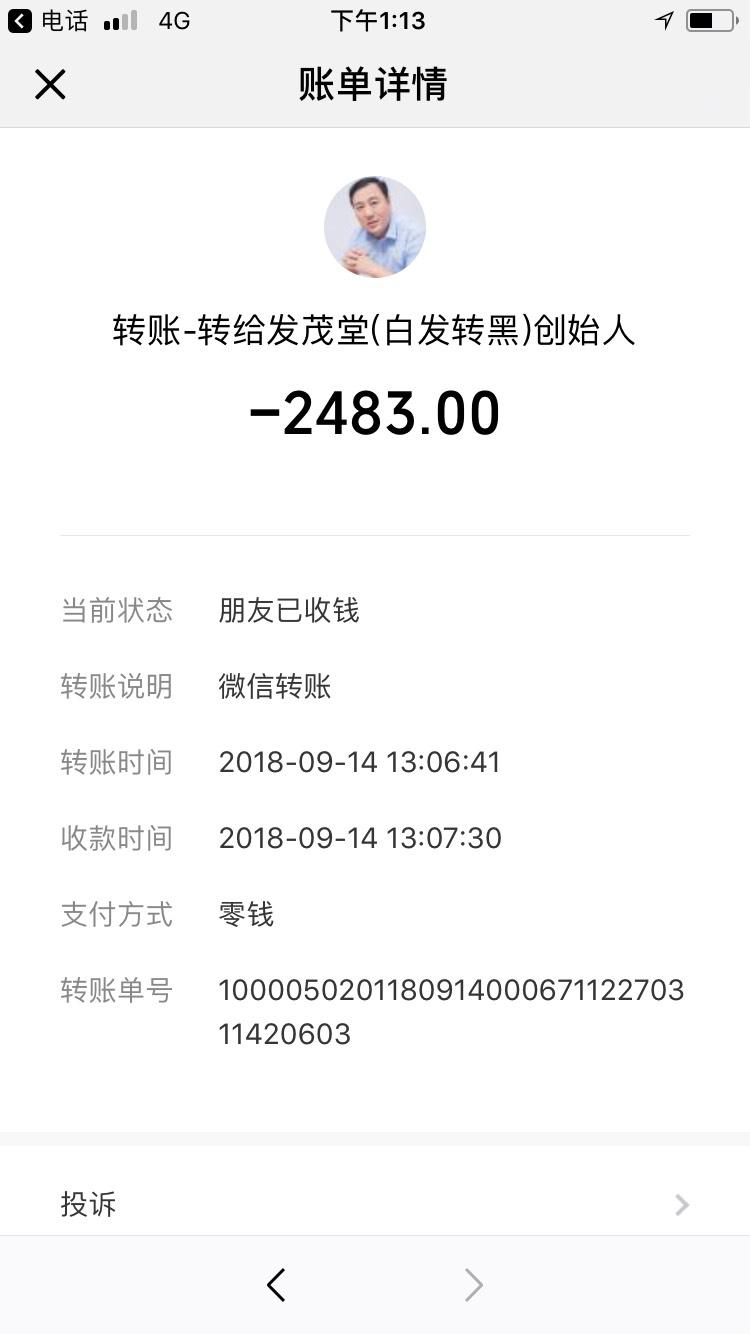 电话 4G 下午1:13
账单详情
转账-转给发茂堂(白发转黑)创始人
-2483.00
当前状态 朋友已收钱
转账说明 微信转账
转账时间 2018-09-14 13:06:41
收款时间 2018-09-14 13:07:30
支付方式 零钱
转账单号 1000050201180914000671122703
11420603
投诉